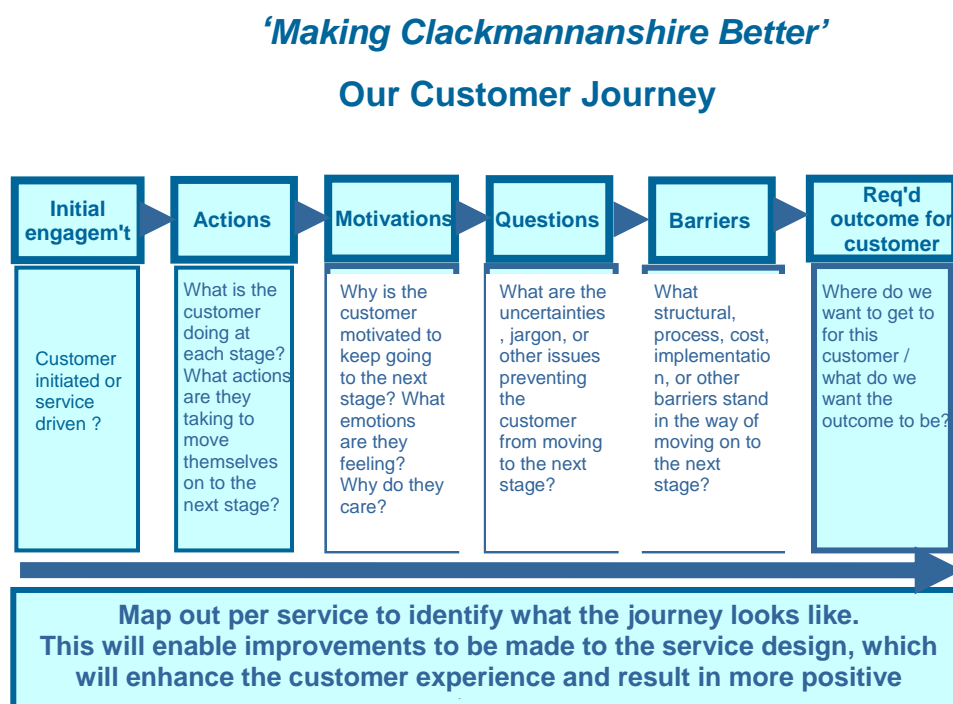 ‘Making Clackmannanshire Better’
Our Customer Journey
Initial
engagem't
Actions
Motivations
Questions
Barriers
Req'd
outcome for
customer
Customer
initiated or
service
driven ?
What is the
customer
doing at
each stage?
What actions
are they
taking to
move
themselves
on to the
next stage?
Why is the
customer
motivated to
keep going
to the next
stage? What
emotions
are they
feeling?
Why do they
care?
What are the
uncertainties
, jargon, or
other issues
preventing
the
customer
from moving
to the next
stage?
What
structural,
process, cost,
implementatio
n, or other
barriers stand
in the way of
moving on to
the next
stage?
Where do we
want to get to
for this
customer /
what do we
want the
outcome to be?
Map out per service to identify what the journey looks like.
This will enable improvements to be made to the service design, which
will enhance the customer experience and result in more positive